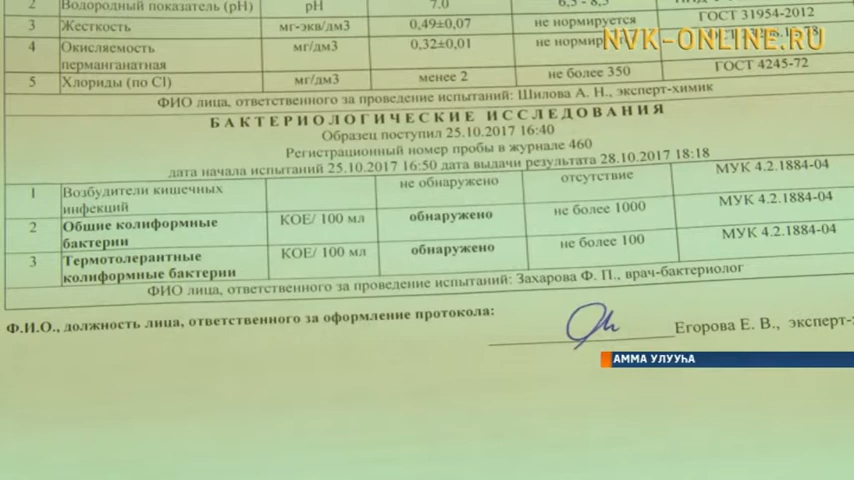 2 Водородный показатель (pH) pH 7.0 6,5 - 8,5
3 Жесткость мг-экв/дм3 0,49±0,07 не нормируется ГОСТ 31954-2012
4 Окисляемость перманганатная мг/дм3 0,32±0,01
NVK-ONLINE.RU
5 Хлориды (по Cl) мг/дм3 менее 2 не более 350 ГОСТ 4245-72
ФИО лица, ответственного за проведение испытаний: Шилова А. Н., эксперт-химик
БАКТЕРИОЛОГИЧЕСКИЕ ИССЛЕДОВАНИЯ
Образец поступил 25.10.2017 16:40
Регистрационный номер пробы в журнале 460
дата начала испытаний 25.10.2017 16:50 дата выдачи результата 28.10.2017 18:18
1 Возбудители кишечных инфекций не обнаружено отсутствие МУК 4.2.1884-04
2 Общие колиформные бактерии КОЕ/ 100 мл обнаружено не более 1000 МУК 4.2.1884-04
3 Термотолерантные колиформные бактерии КОЕ/ 100 мл обнаружено не более 100 МУК 4.2.1884-04
ФИО лица, ответственного за проведение испытаний: Захарова Ф. П., врач-бактериолог
Ф.И.О., должность лица, ответственного за оформление протокола:
Егорова Е. В.,
АММА УЛУУҺА